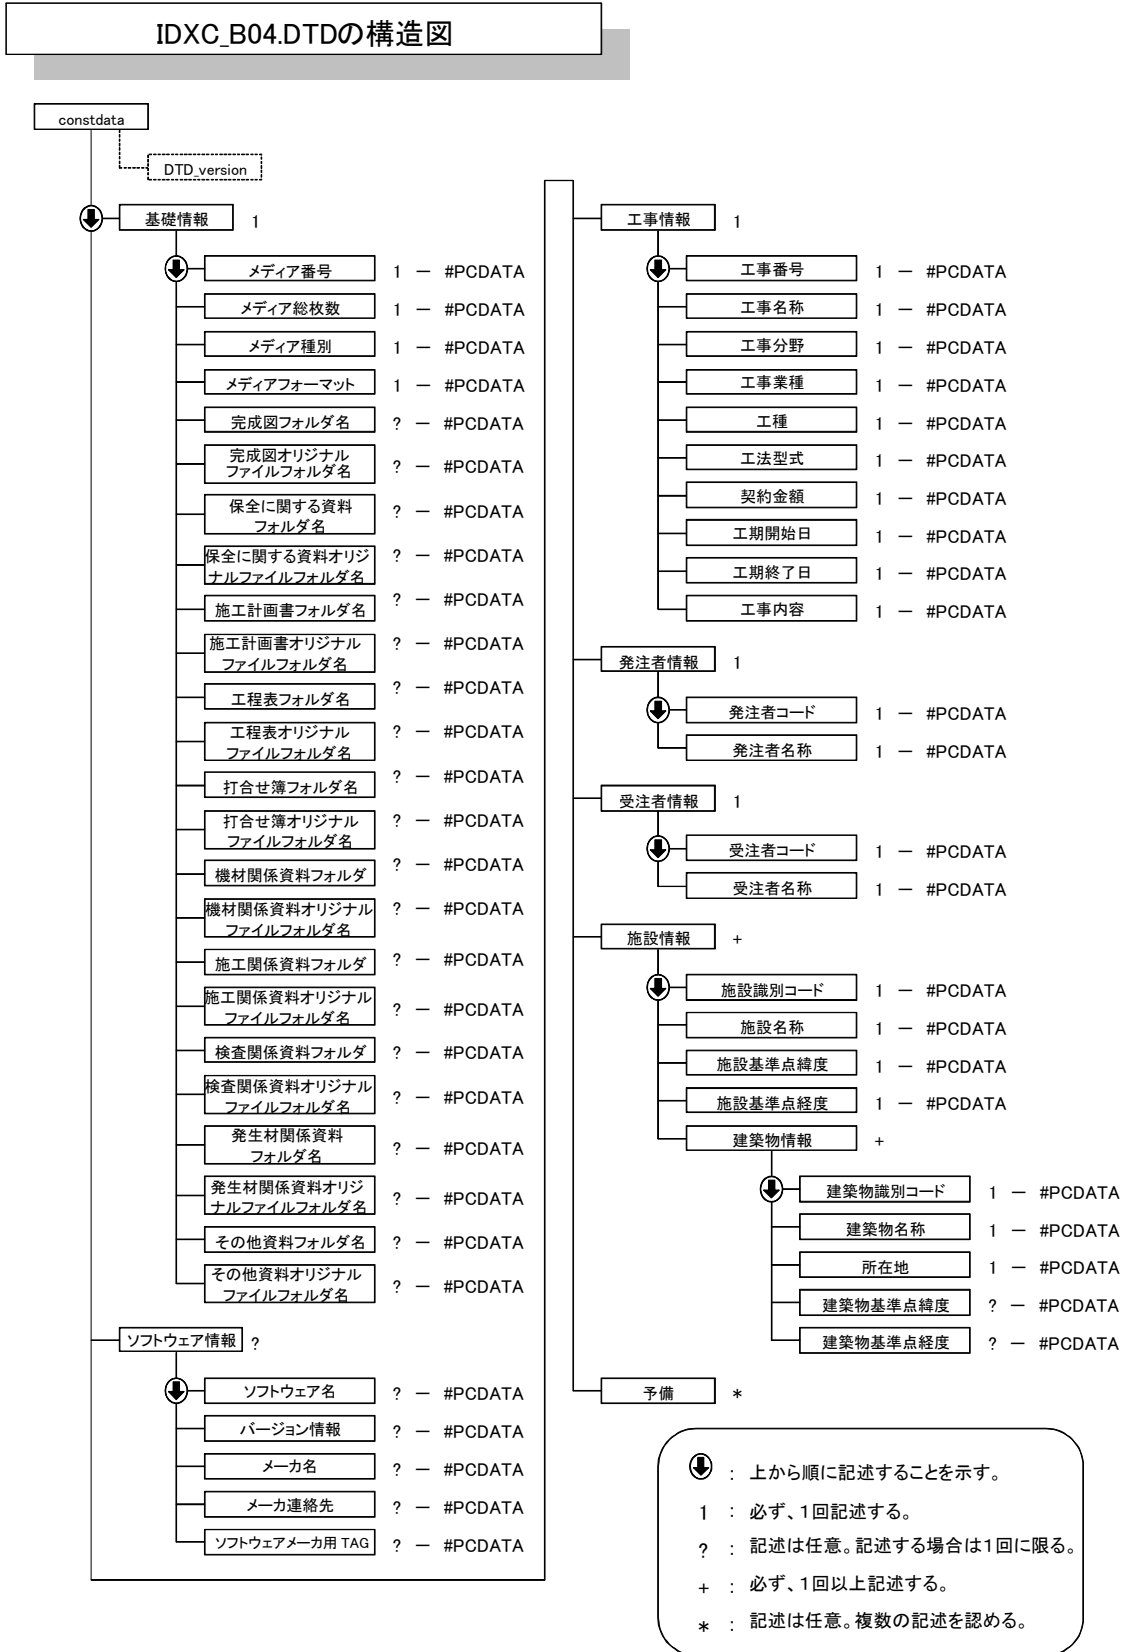 IDXC_B04.DTDの構造図
constdata
DTD_version
基礎情報 1
メディア番号 1 － #PCDATA
メディア総枚数 1 － #PCDATA
メディア種別 1 － #PCDATA
メディアフォーマット 1 － #PCDATA
完成図フォルダ名 ? － #PCDATA
完成図オリジナル
ファイルフォルダ名 ? － #PCDATA
保全に関する資料
フォルダ名 ? － #PCDATA
保全に関する資料オリジ
ナルファイルフォルダ名 ? － #PCDATA
施工計画書フォルダ名 ? － #PCDATA
施工計画書オリジナル
ファイルフォルダ名 ? － #PCDATA
工程表フォルダ名 ? － #PCDATA
工程表オリジナル
ファイルフォルダ名 ? － #PCDATA
打合せ簿フォルダ名 ? － #PCDATA
打合せ簿オリジナル
ファイルフォルダ名 ? － #PCDATA
機材関係資料フォルダ ? － #PCDATA
機材関係資料オリジナル
ファイルフォルダ名 ? － #PCDATA
施工関係資料フォルダ ? － #PCDATA
施工関係資料オリジナル
ファイルフォルダ名 ? － #PCDATA
検査関係資料フォルダ ? － #PCDATA
検査関係資料オリジナル
ファイルフォルダ名 ? － #PCDATA
発生材関係資料
フォルダ名 ? － #PCDATA
発生材関係資料オリジ
ナルファイルフォルダ名 ? － #PCDATA
その他資料フォルダ名 ? － #PCDATA
その他資料オリジナル
ファイルフォルダ名 ? － #PCDATA
ソフトウェア情報 ?
ソフトウェア名 ? － #PCDATA
バージョン情報 ? － #PCDATA
メーカ名 ? － #PCDATA
メーカ連絡先 ? － #PCDATA
ソフトウェアメーカ用 TAG ? － #PCDATA
工事情報 1
工事番号 1 － #PCDATA
工事名称 1 － #PCDATA
工事分野 1 － #PCDATA
工事業種 1 － #PCDATA
工種 1 － #PCDATA
工法型式 1 － #PCDATA
契約金額 1 － #PCDATA
工期開始日 1 － #PCDATA
工期終了日 1 － #PCDATA
工事内容 1 － #PCDATA
発注者情報 1
発注者コード 1 － #PCDATA
発注者名称 1 － #PCDATA
受注者情報 1
受注者コード 1 － #PCDATA
受注者名称 1 － #PCDATA
施設情報 +
施設識別コード 1 － #PCDATA
施設名称 1 － #PCDATA
施設基準点緯度 1 － #PCDATA
施設基準点経度 1 － #PCDATA
建築物情報 +
建築物識別コード 1 － #PCDATA
建築物名称 1 － #PCDATA
所在地 1 － #PCDATA
建築物基準点緯度 ? － #PCDATA
建築物基準点経度 ? － #PCDATA
予備 *
： 上から順に記述することを示す。
1 ： 必ず、1回記述する。
? ： 記述は任意。記述する場合は1回に限る。
+ ： 必ず、1回以上記述する。
* ： 記述は任意。複数の記述を認める。